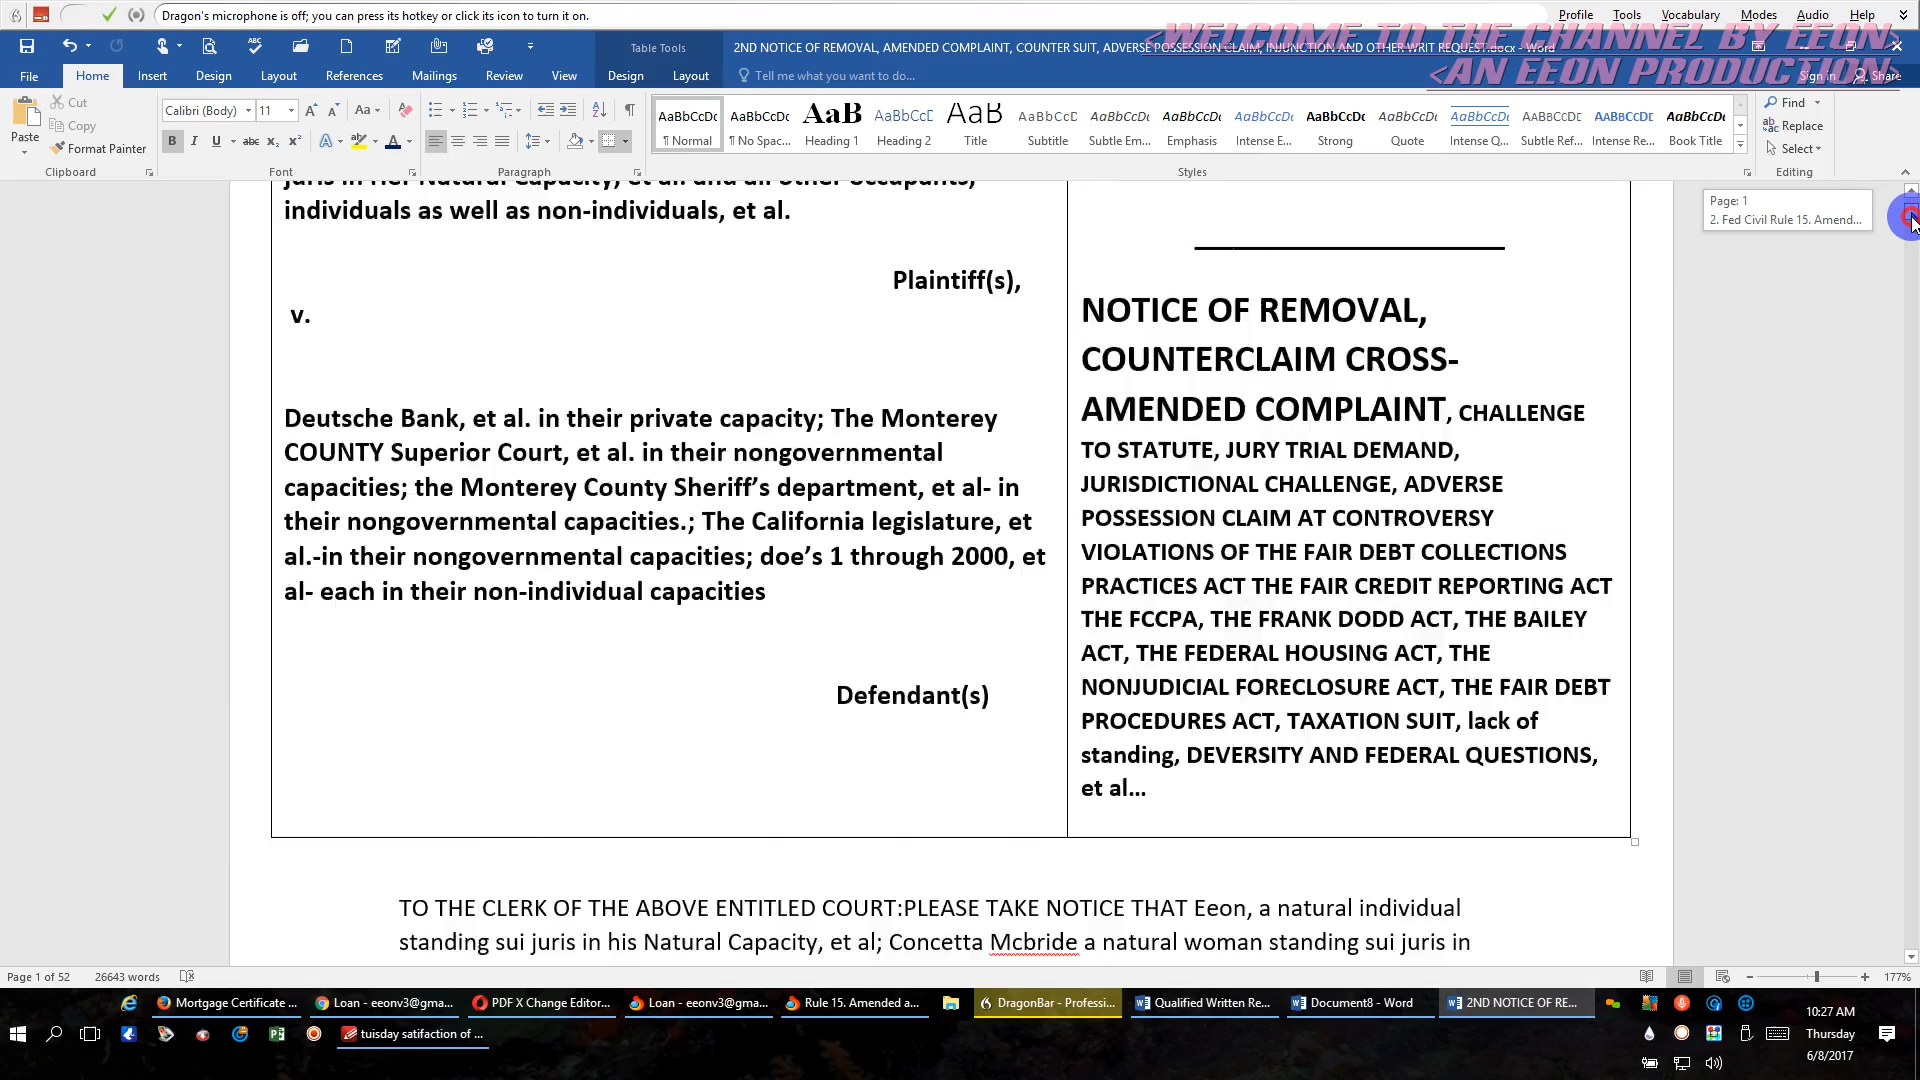 Dragon's microphone is off; you can press its hotkey or click its icon to turn it on.
Profile Tools Vocabulary Modes Audio Help
<WELCOME TO THE CHANNEL BY EEON>
<AN EEON PRODUCTION>
Table Tools
2ND NOTICE OF REMOVAL, AMENDED COMPLAINT, COUNTER SUIT, ADVERSE POSSESSION CLAIM, INJUNCTION AND OTHER WRIT REQUEST.docx - Word
File Home Insert Design Layout References Mailings Review View Design Layout Tell me what you want to do... Sign in Share
Paste
Cut
Copy
Format Painter
Clipboard
Calibri (Body) 11
Font
Paragraph
AaBbCcDc AaBbCcDc AaB AaBbCcD AaB AaBbCcD AaBbCcDc AaBbCcDc AaBbCcDc AaBbCcDc AaBbCcDc AaBbCcDc AABBCCDE AABBCCDE AaBbCcDc
¶ Normal ¶ No Spac... Heading 1 Heading 2 Title Subtitle Subtle Em... Emphasis Intense E... Strong Quote Intense Q... Subtle Ref... Intense Re... Book Title
Styles
Find
Replace
Select
Editing
Page: 1
2. Fed Civil Rule 15. Amend...
juris in Her Natural Capacity, et al. and all other occupants,
individuals as well as non-individuals, et al.
Plaintiff(s),
v.
Deutsche Bank, et al. in their private capacity; The Monterey
COUNTY Superior Court, et al. in their nongovernmental
capacities; the Monterey County Sheriff's department, et al- in
their nongovernmental capacities.; The California legislature, et
al.-in their nongovernmental capacities; doe's 1 through 2000, et
al- each in their non-individual capacities
Defendant(s)
NOTICE OF REMOVAL,
COUNTERCLAIM CROSS-
AMENDED COMPLAINT, CHALLENGE
TO STATUTE, JURY TRIAL DEMAND,
JURISDICTIONAL CHALLENGE, ADVERSE
POSSESSION CLAIM AT CONTROVERSY
VIOLATIONS OF THE FAIR DEBT COLLECTIONS
PRACTICES ACT THE FAIR CREDIT REPORTING ACT
THE FCCPA, THE FRANK DODD ACT, THE BAILEY
ACT, THE FEDERAL HOUSING ACT, THE
NONJUDICIAL FORECLOSURE ACT, THE FAIR DEBT
PROCEDURES ACT, TAXATION SUIT, lack of
standing, DEVERSITY AND FEDERAL QUESTIONS,
et al...
TO THE CLERK OF THE ABOVE ENTITLED COURT:PLEASE TAKE NOTICE THAT Eeon, a natural individual
standing sui juris in his Natural Capacity, et al; Concetta Mcbride a natural woman standing sui juris in
Page 1 of 52 26643 words
177%
Mortgage Certificate ... Loan - eeonv3@gma... PDF X Change Editor... Loan - eeonv3@gma... Rule 15. Amended a... DragonBar - Professi... Qualified Written Re... Document8 - Word 2ND NOTICE OF RE...
tuisday satifaction of ...
10:27 AM
Thursday
6/8/2017